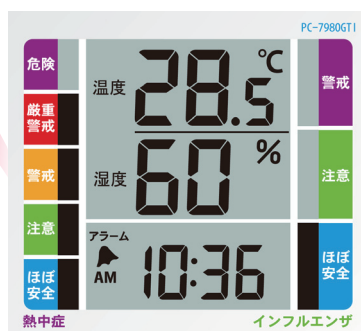 PC-7980GTI
危険
厳重
警戒
警戒
注意
ほぼ
安全
熱中症
温度
28.5
℃
湿度
60
%
アラーム
AM
10:36
警戒
注意
ほぼ
安全
インフルエンザ